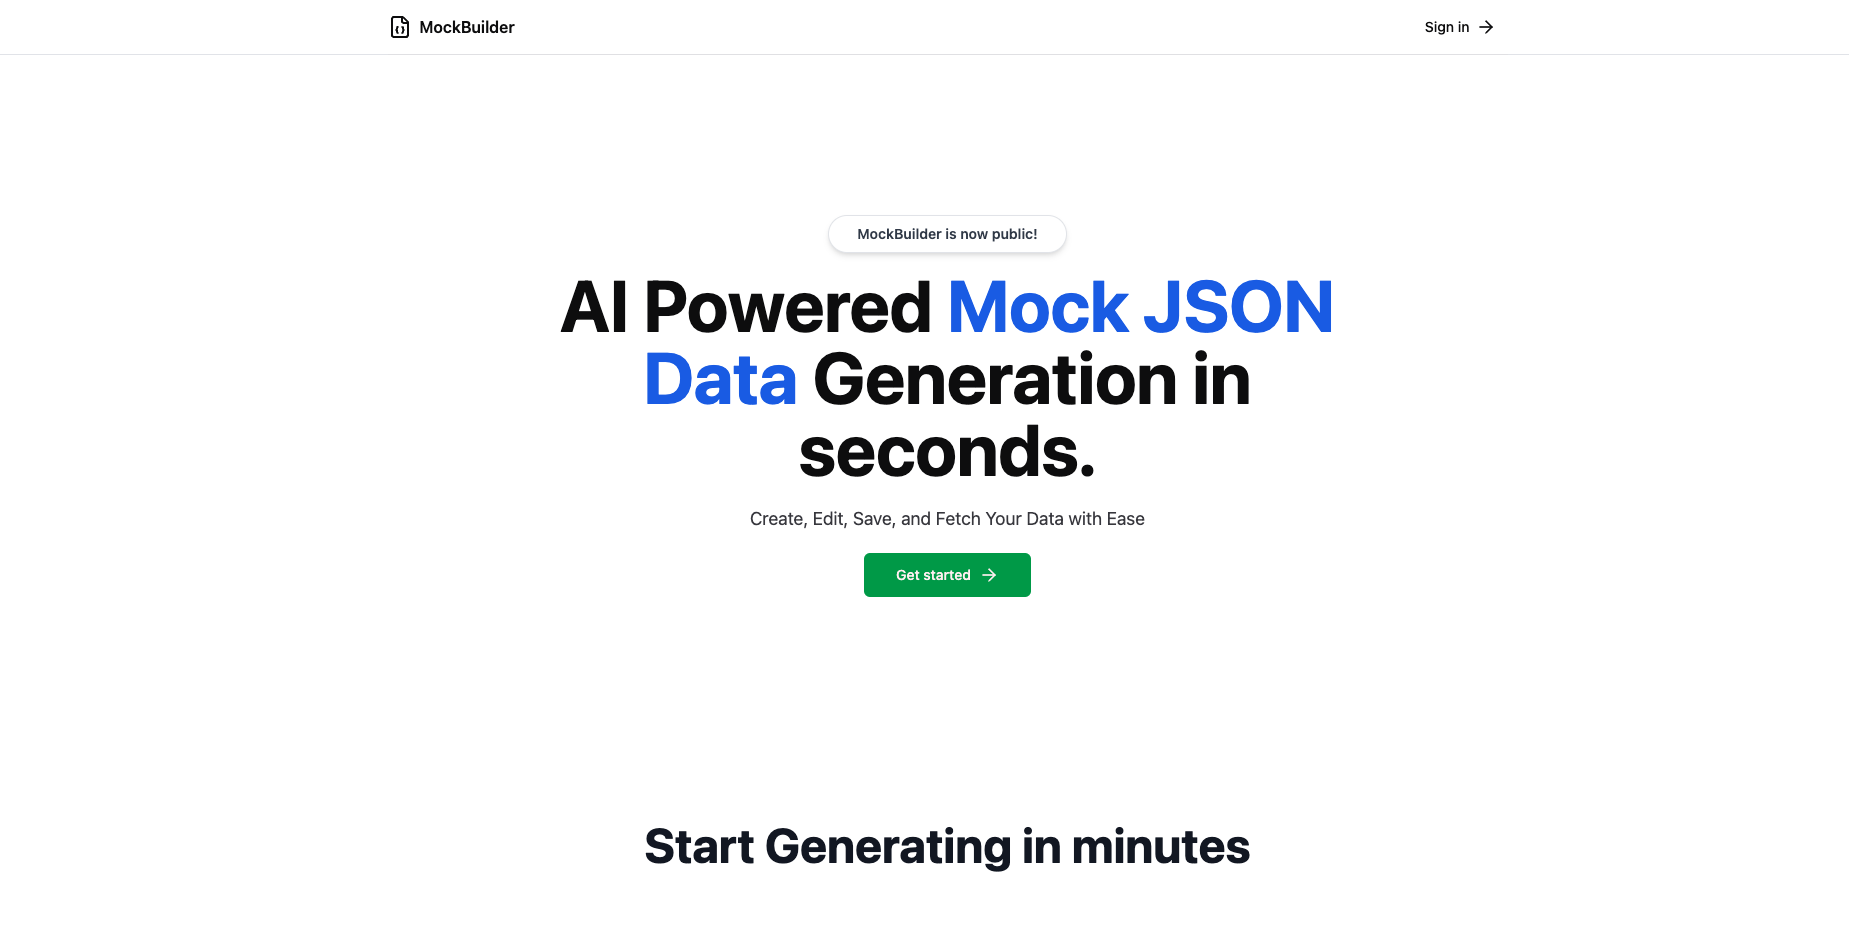 MockBuilder
Sign in
MockBuilder is now public!
AI Powered Mock JSON
Data Generation in
seconds.
Create, Edit, Save, and Fetch Your Data with Ease
Get started
Start Generating in minutes